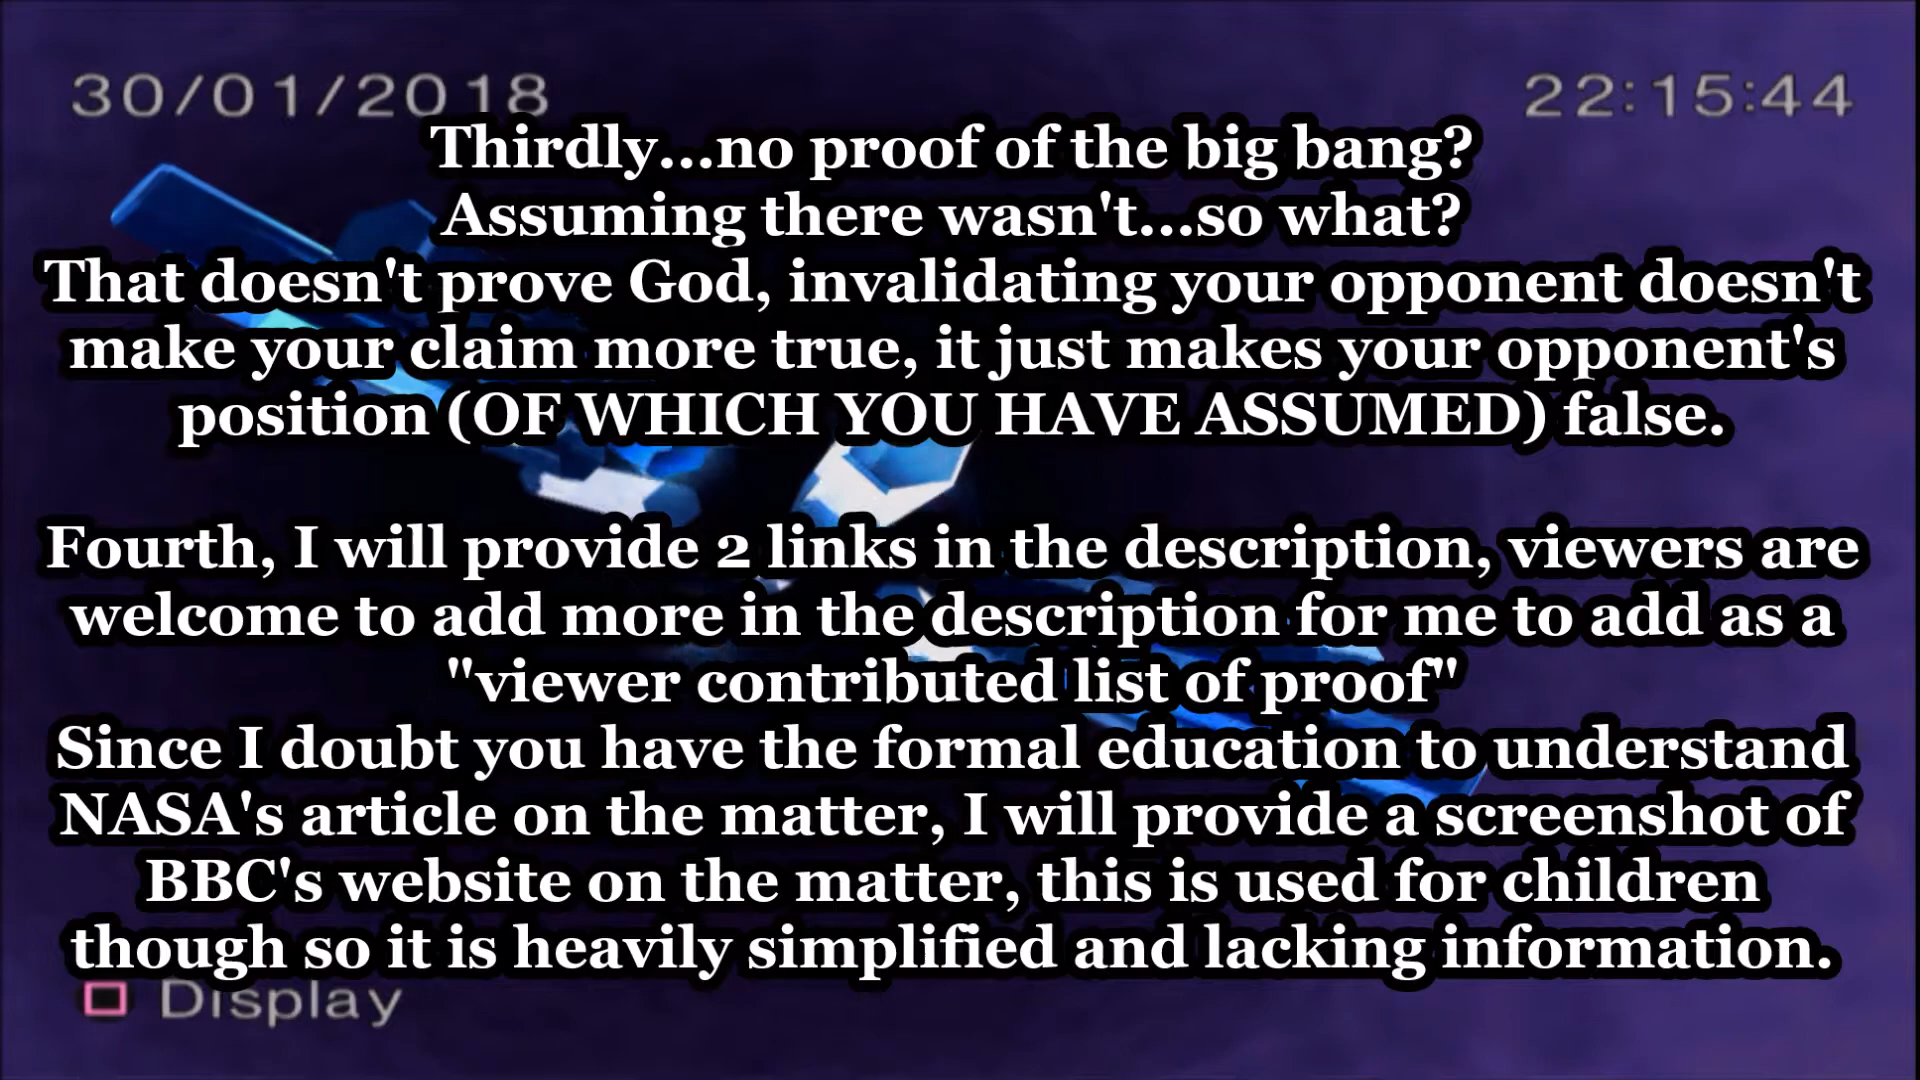 30/01/2018
22:15:44
Thirdly...no proof of the big bang?
Assuming there wasn't...so what?
That doesn't prove God, invalidating your opponent doesn't
make your claim more true, it just makes your opponent's
position (OF WHICH YOU HAVE ASSUMED) false.
Fourth, I will provide 2 links in the description, viewers are
welcome to add more in the description for me to add as a
"viewer contributed list of proof"
Since I doubt you have the formal education to understand
NASA's article on the matter, I will provide a screenshot of
BBC's website on the matter, this is used for children
though so it is heavily simplified and lacking information.
Display